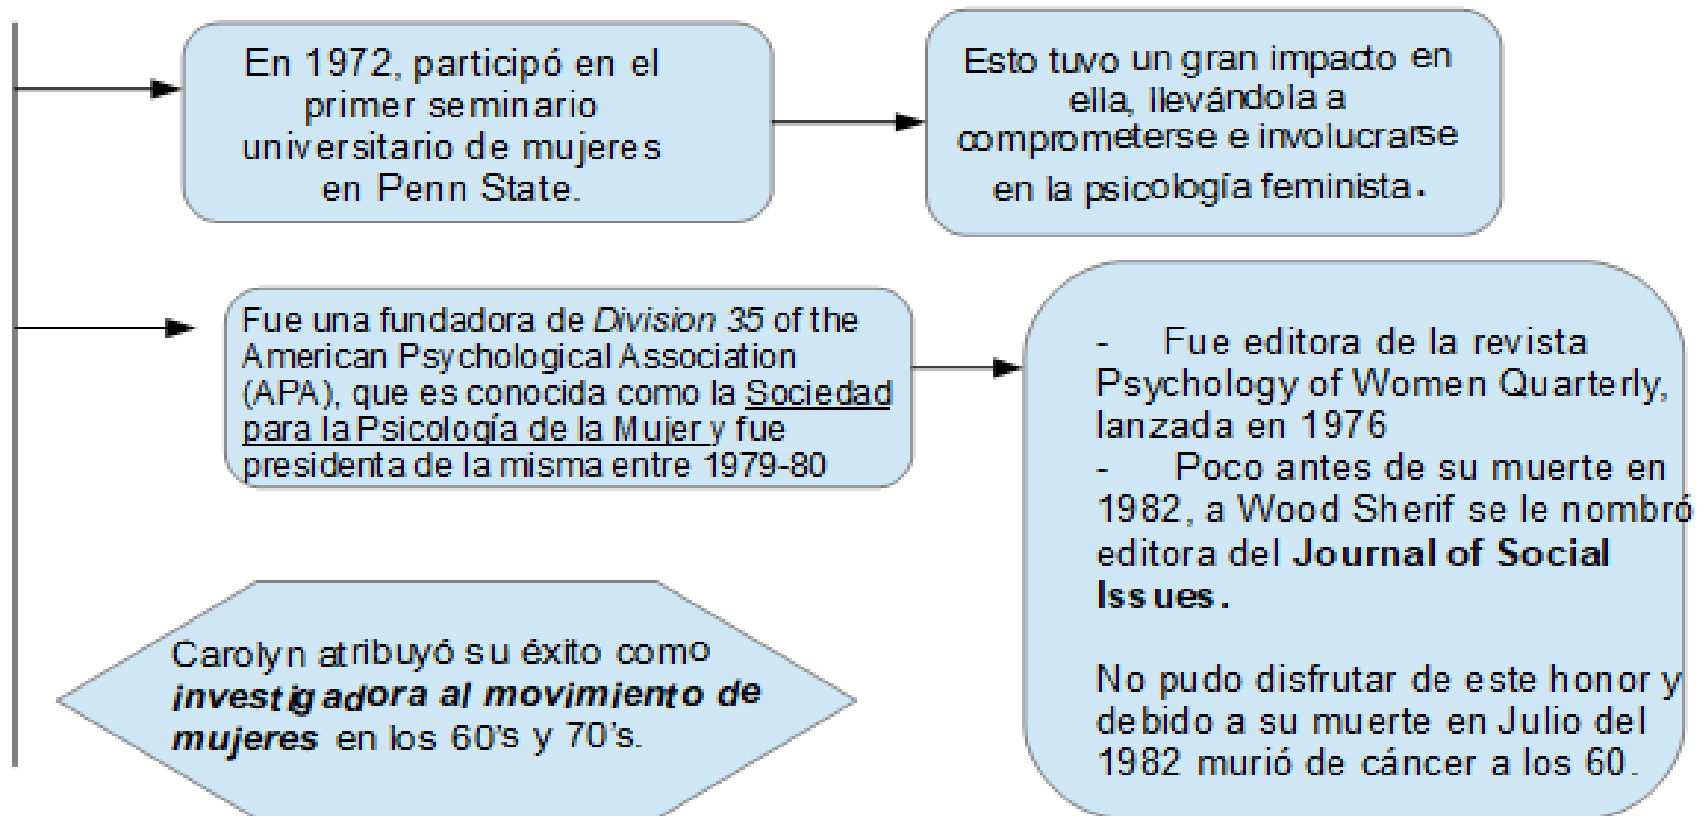 En 1972, participó en el
primer seminario
universitario de mujeres
en Penn State.
Esto tuvo un gran impacto en
ella, llevándola a
comprometerse e involucrarse
en la psicología feminista.
Fue una fundadora de Division 35 of the
American Psychological Association
(APA), que es conocida como la Sociedad
para la Psicología de la Mujer y fue
presidenta de la misma entre 1979-80
- Fue editora de la revista
Psychology of Women Quarterly,
lanzada en 1976
- Poco antes de su muerte en
1982, a Wood Sherif se le nombró
editora del Journal of Social
Issues.
No pudo disfrutar de este honor y
debido a su muerte en Julio del
1982 murió de cáncer a los 60.
Carolyn atribuyó su éxito como
investigadora al movimiento de
mujeres en los 60's y 70's.